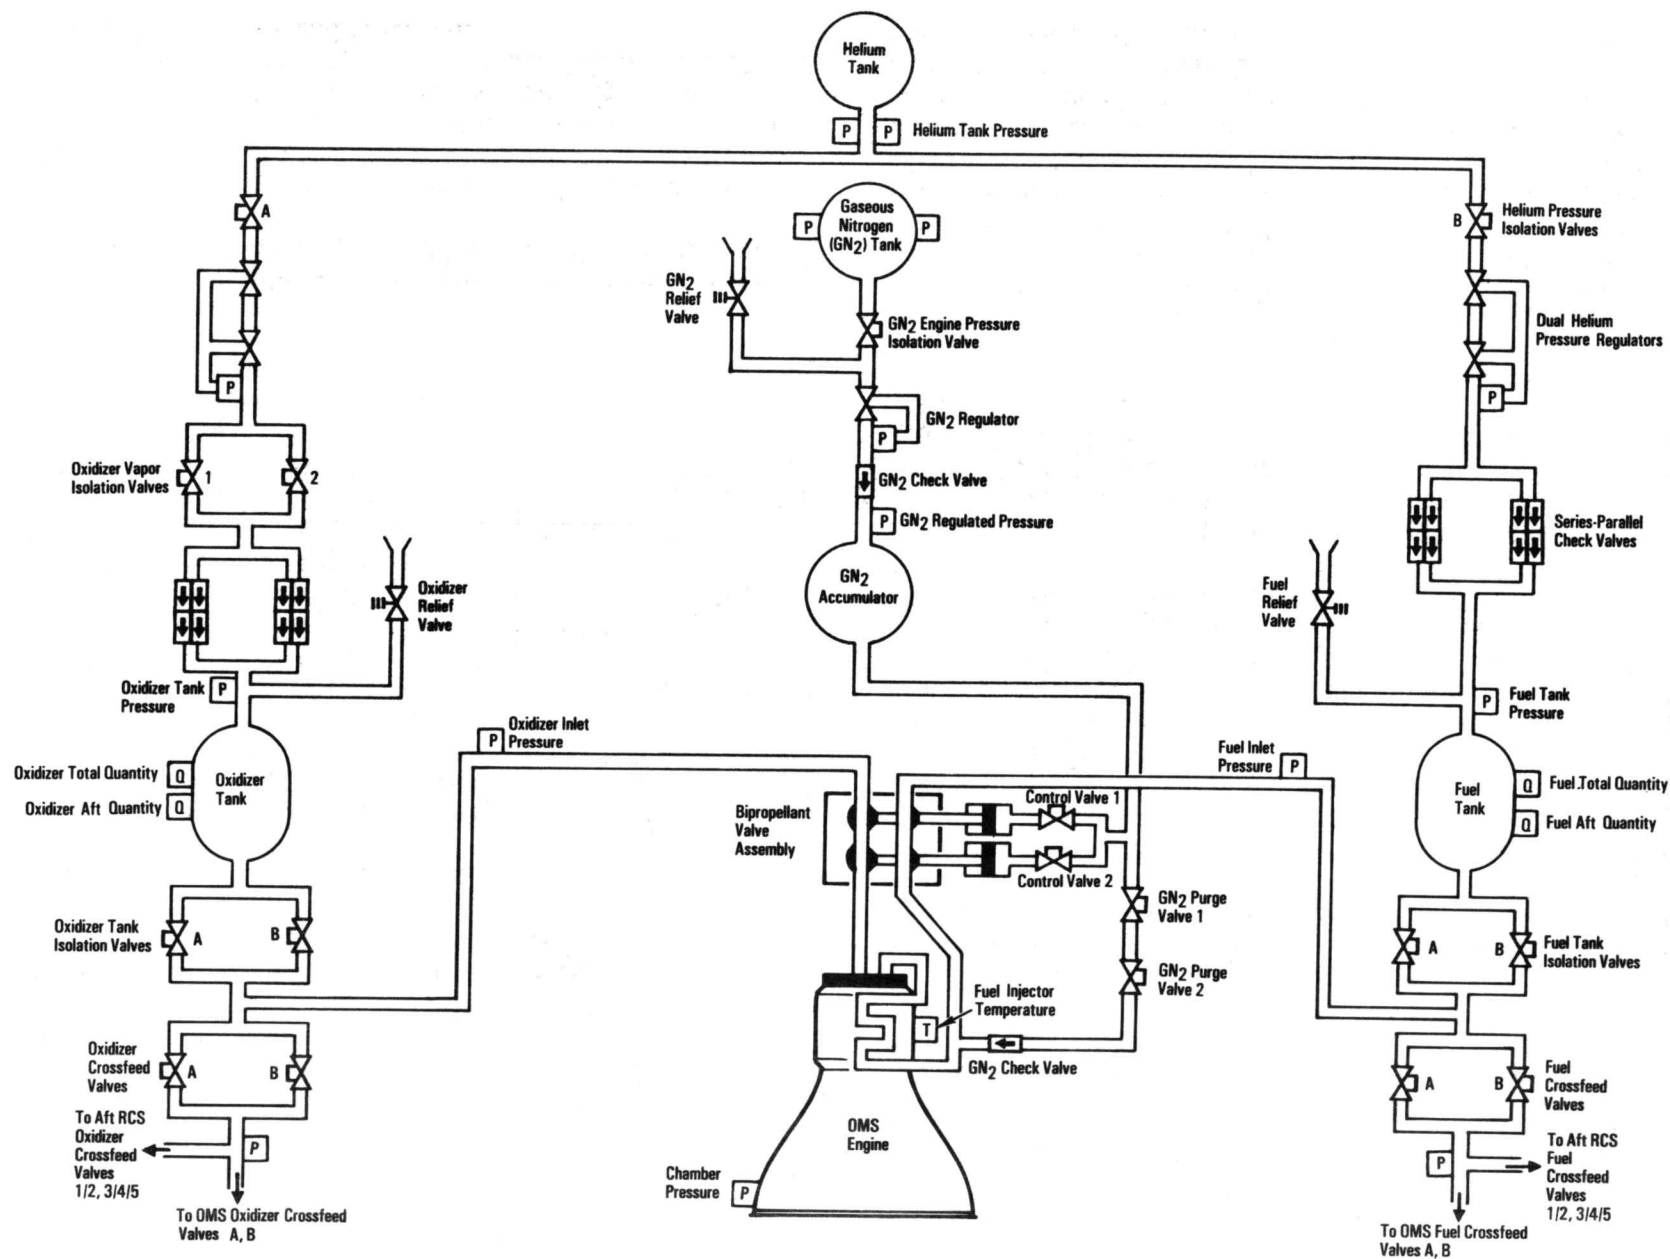 Helium
Tank
P
P
Helium Tank Pressure
A
B
Helium Pressure
Isolation Valves
Gaseous
Nitrogen
(GN2) Tank
P
P
GN2
Relief
Valve
GN2 Engine Pressure
Isolation Valve
Dual Helium
Pressure Regulators
P
P
GN2 Regulator
P
Oxidizer Vapor
Isolation Valves
1
2
GN2 Check Valve
P
GN2 Regulated Pressure
Series-Parallel
Check Valves
GN2
Accumulator
Oxidizer
Relief
Valve
Fuel
Relief
Valve
Oxidizer Tank
Pressure
P
P
Fuel Tank
Pressure
P
Oxidizer Inlet
Pressure
Fuel Inlet
Pressure
P
Oxidizer Total Quantity
Q
Oxidizer Aft Quantity
Q
Oxidizer
Tank
Fuel
Tank
Q
Fuel Total Quantity
Q
Fuel Aft Quantity
Bipropellant
Valve
Assembly
Control Valve 1
Control Valve 2
GN2 Purge
Valve 1
GN2 Purge
Valve 2
Oxidizer Tank
Isolation Valves
A
B
A
B
Fuel Tank
Isolation Valves
Fuel Injector
Temperature
T
GN2 Check Valve
Oxidizer
Crossfeed
Valves
A
B
A
B
Fuel
Crossfeed
Valves
OMS
Engine
Chamber
Pressure
P
To Aft RCS
Oxidizer
Crossfeed
Valves
1/2, 3/4/5
P
To OMS Oxidizer Crossfeed
Valves A, B
P
To Aft RCS
Fuel
Crossfeed
Valves
1/2, 3/4/5
To OMS Fuel Crossfeed
Valves A, B